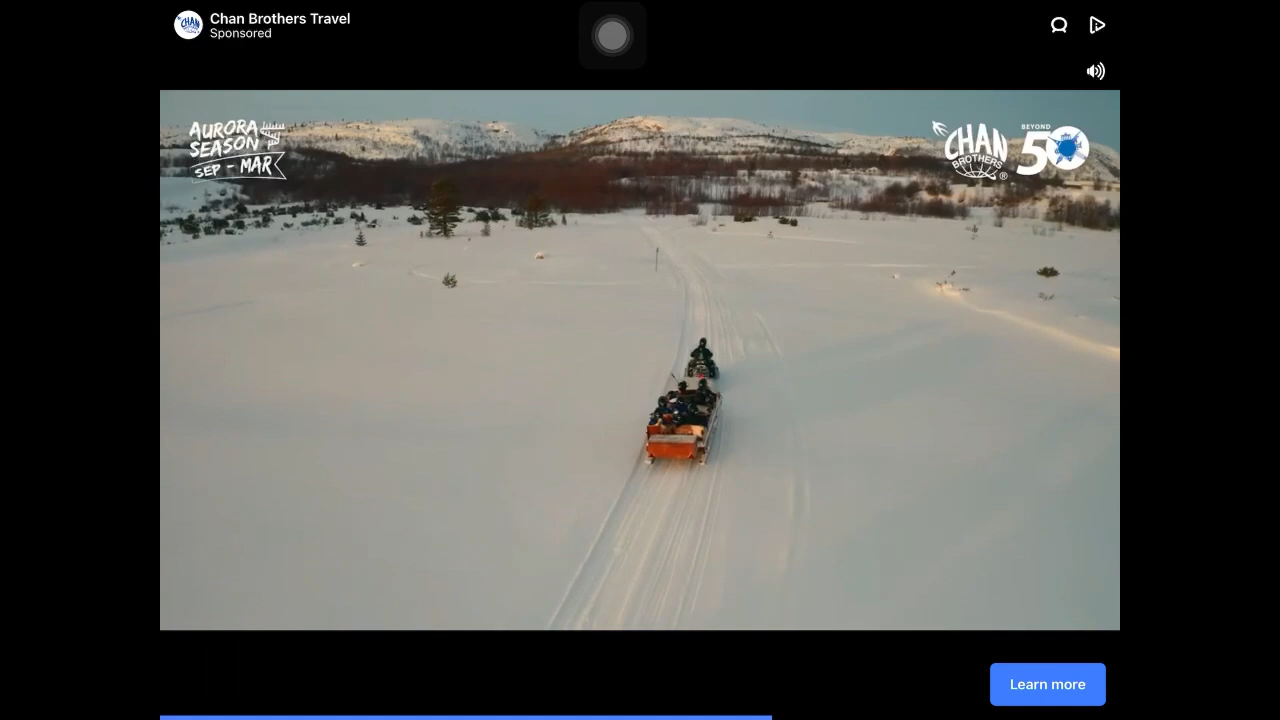 Chan Brothers Travel
Sponsored
AURORA
SEASON
SEP - MAR
CHAN
BROTHERS
®
BEYOND
50
Learn more